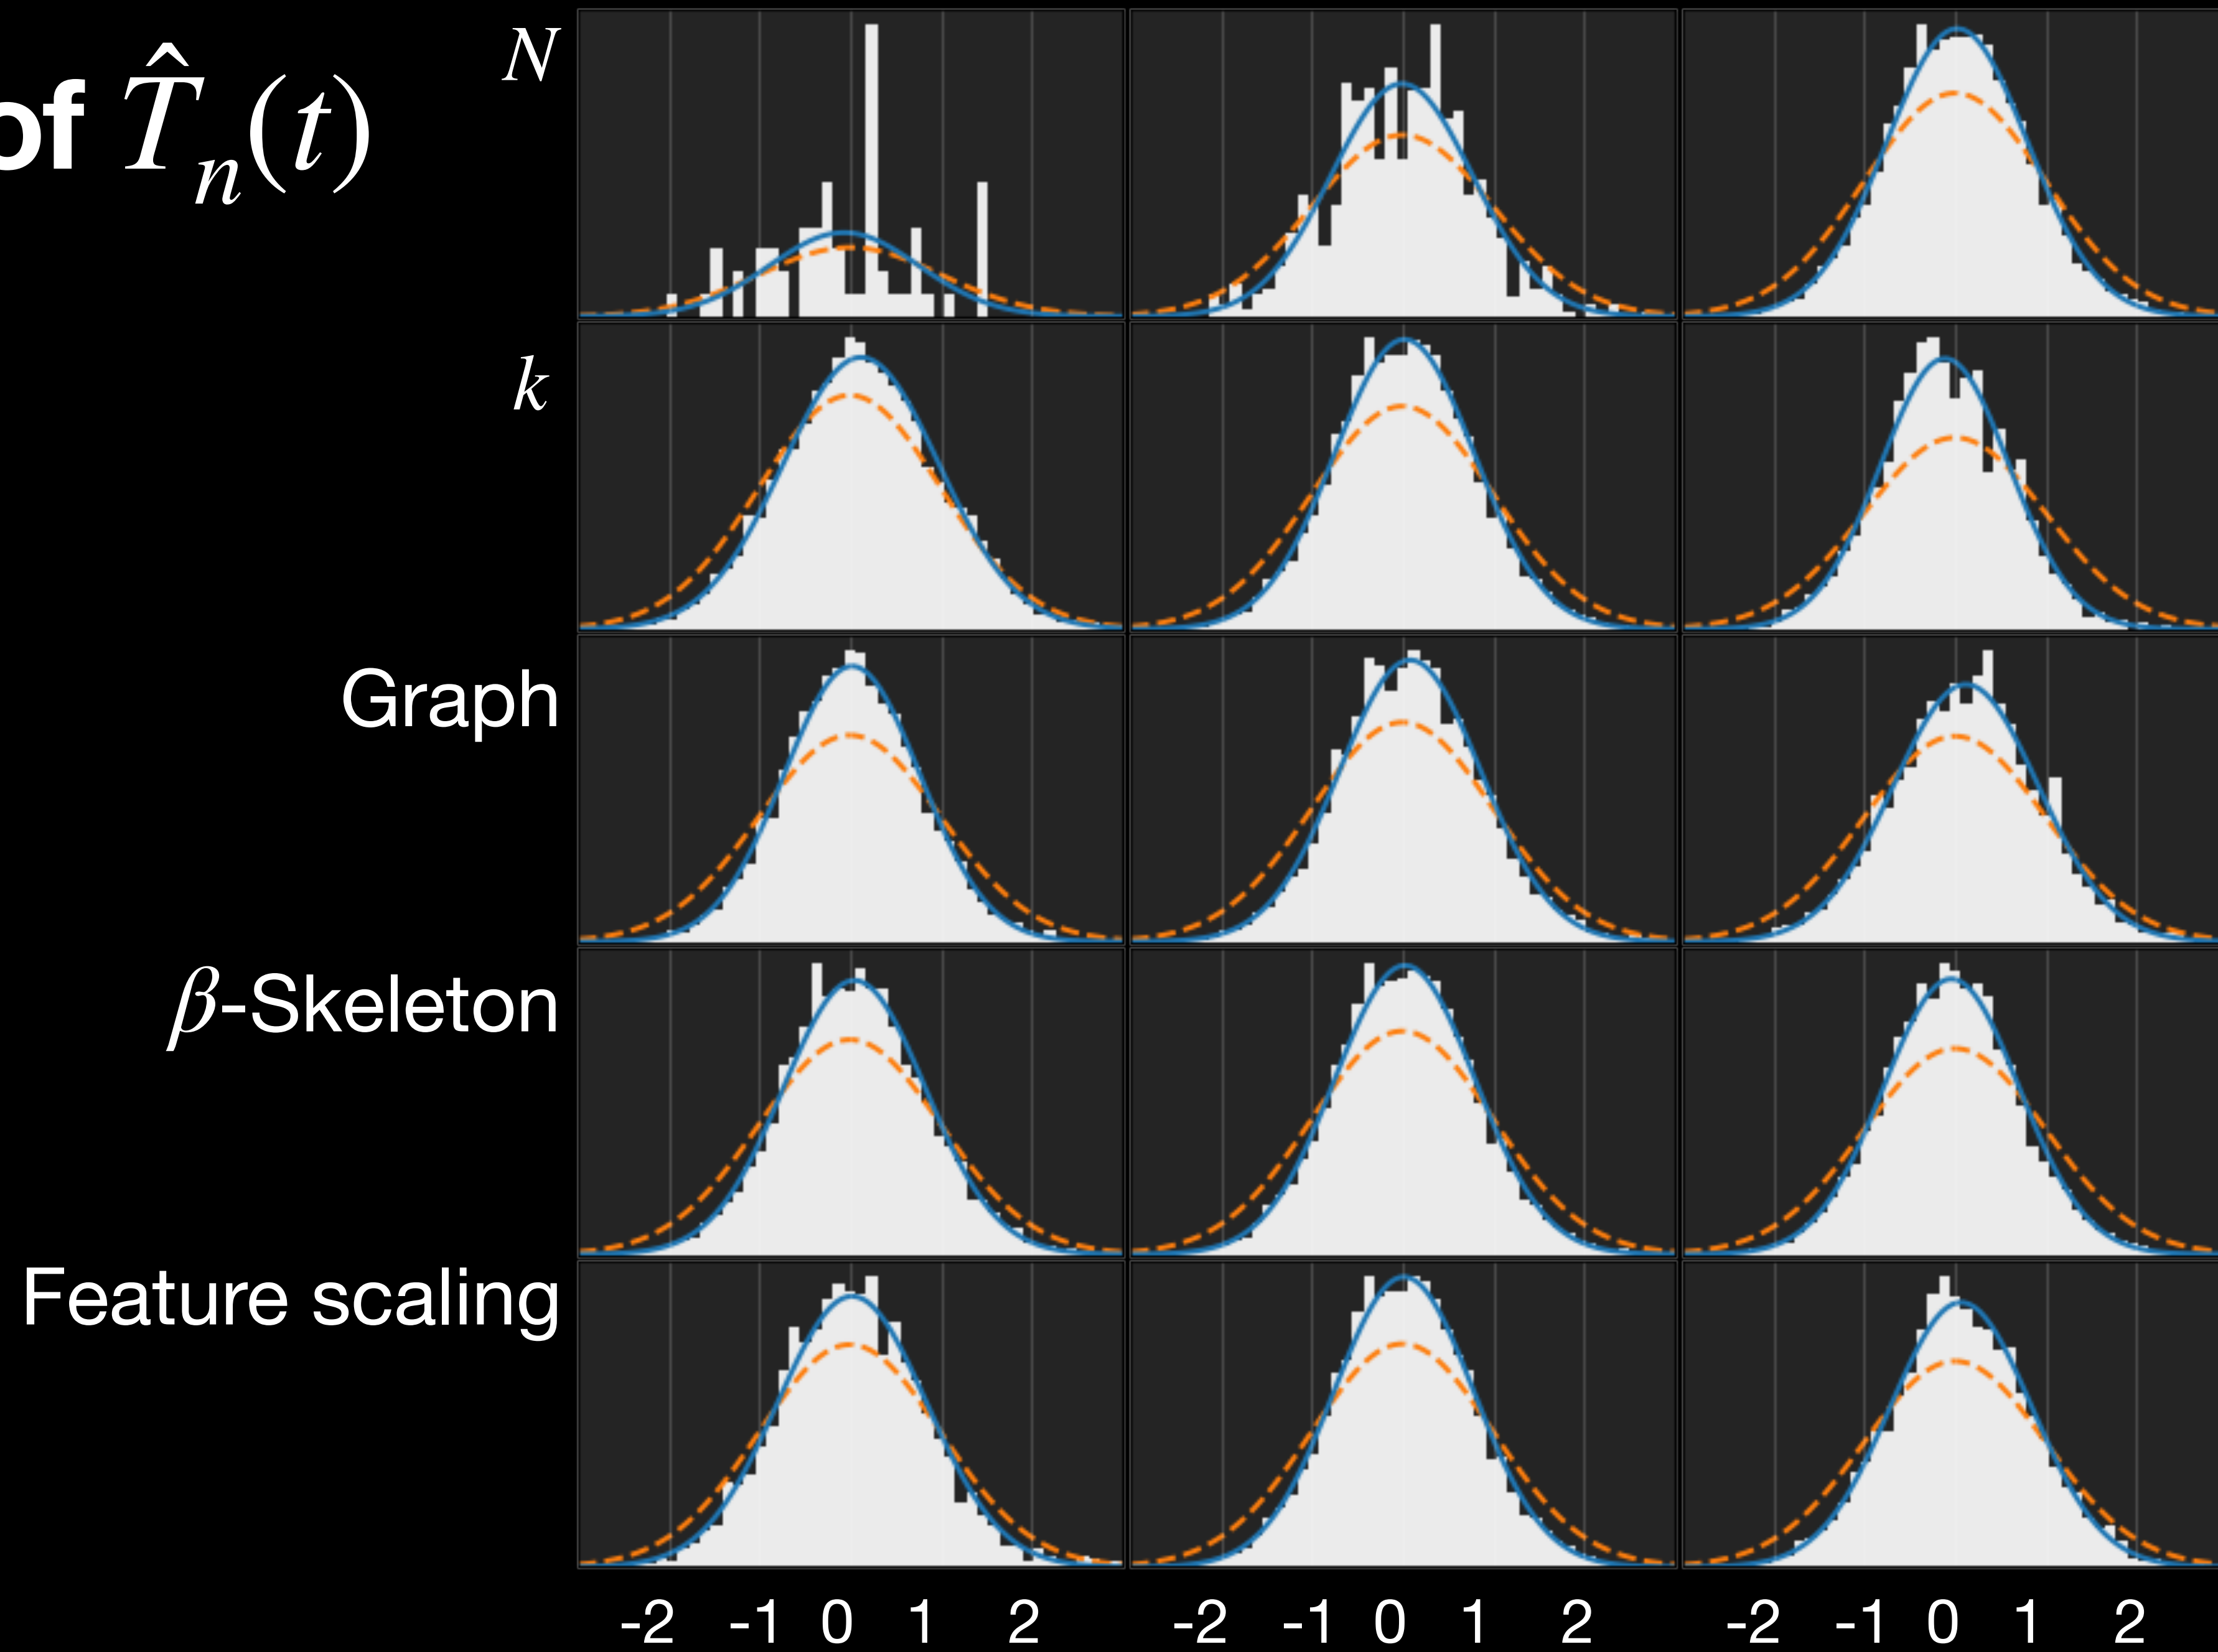 of T̂ₙ(t)
N
k
Graph
β-Skeleton
Feature scaling
-2 -1 0 1 2 -2 -1 0 1 2 -2 -1 0 1 2